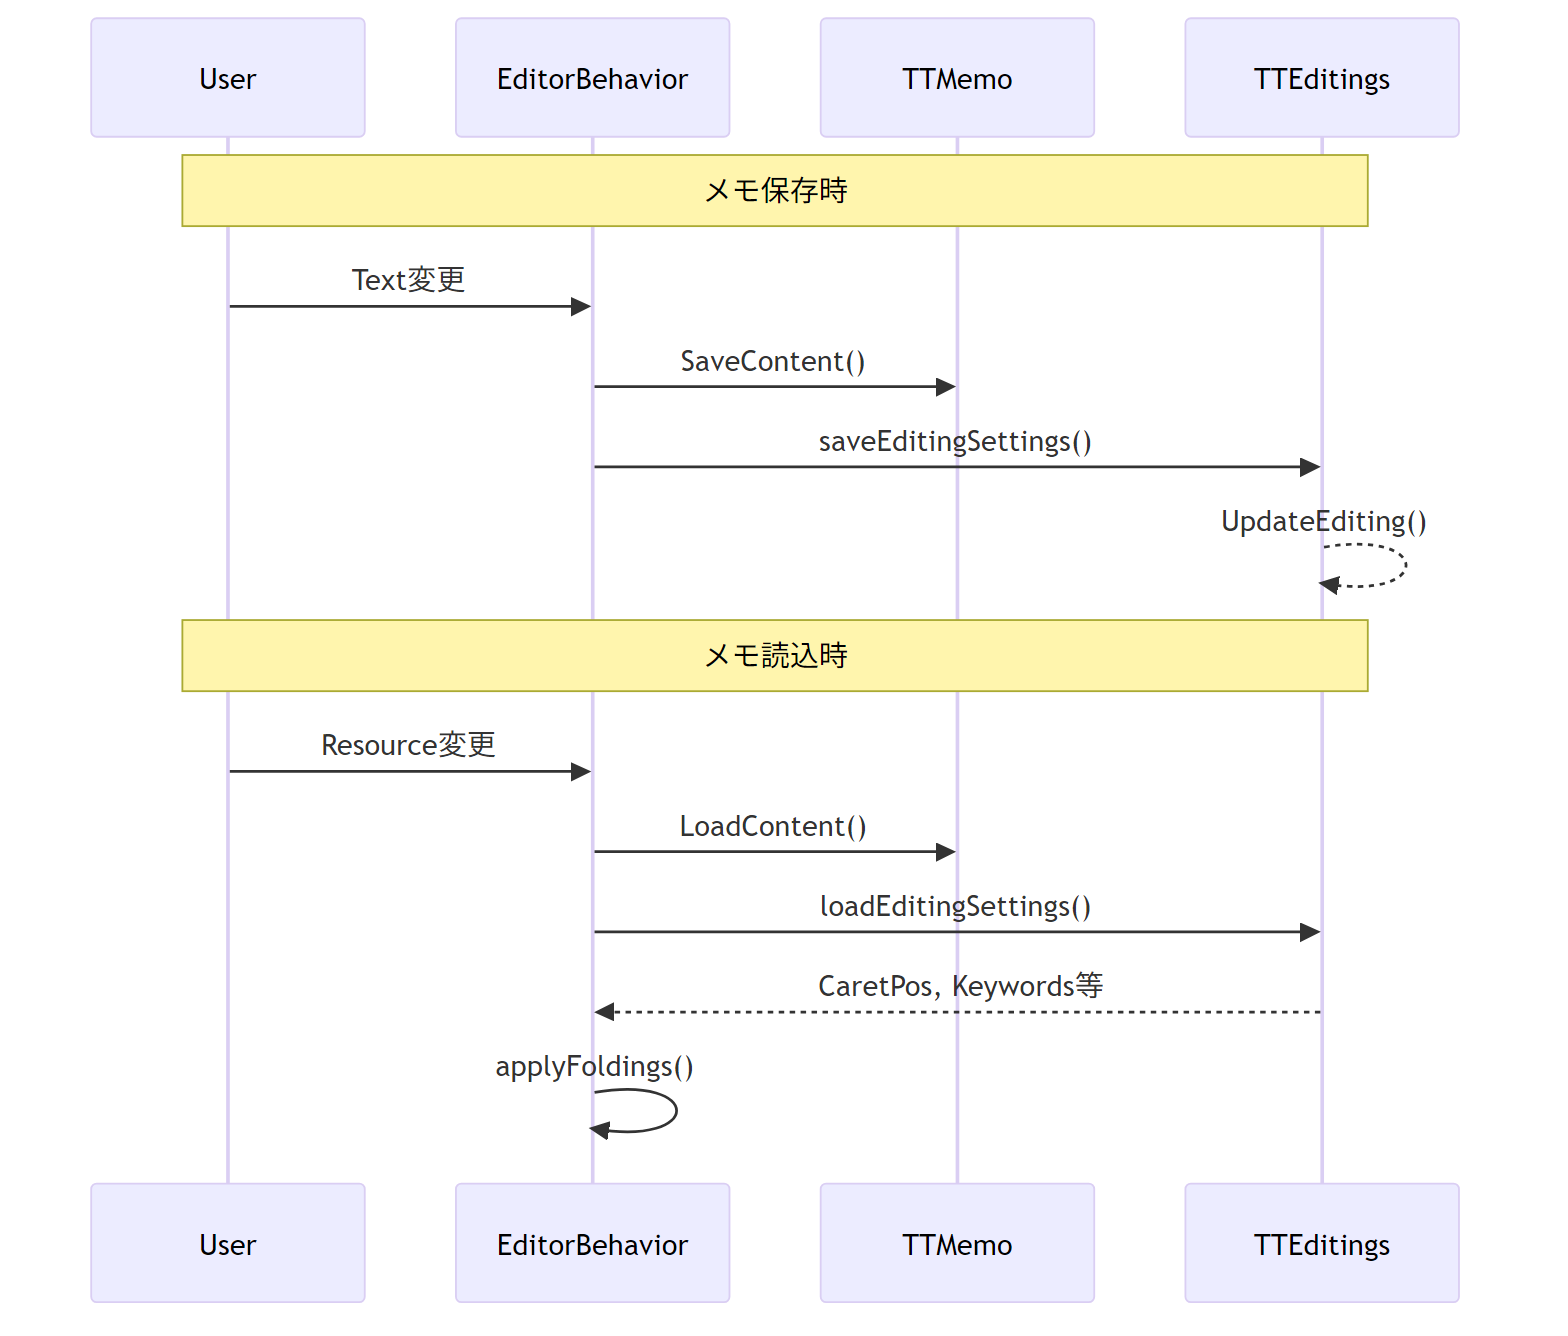 User
EditorBehavior
TTMemo
TTEditings
メモ保存時
Text変更
SaveContent()
saveEditingSettings()
UpdateEditing()
メモ読込時
Resource変更
LoadContent()
loadEditingSettings()
CaretPos, Keywords等
applyFoldings()
User
EditorBehavior
TTMemo
TTEditings